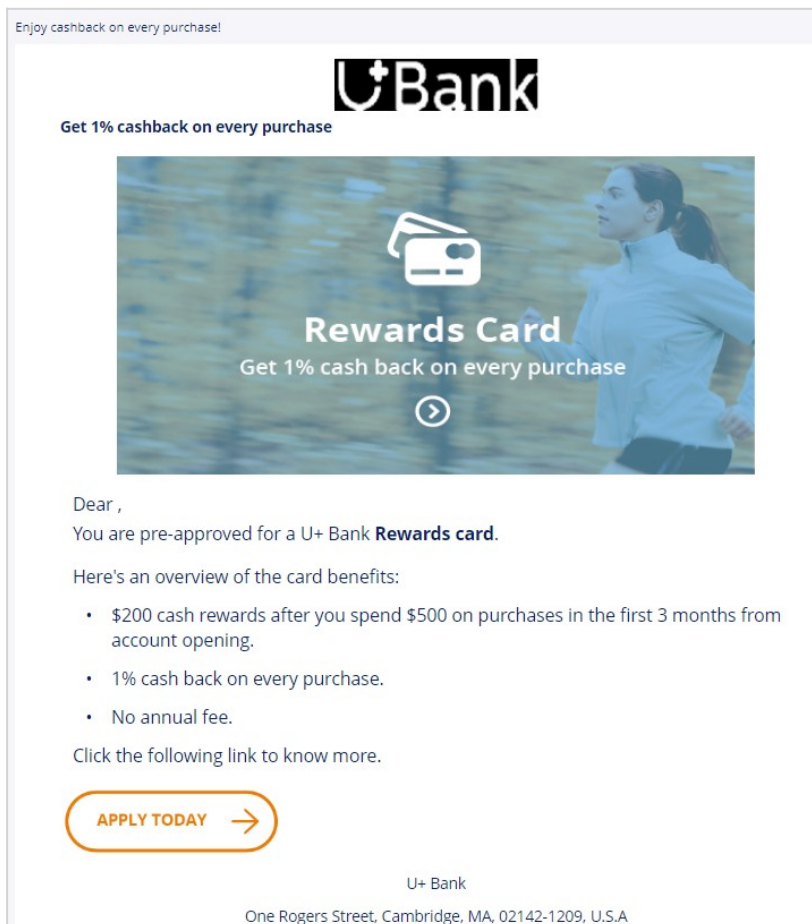 Enjoy cashback on every purchase!
U+Bank
Get 1% cashback on every purchase
Rewards Card
Get 1% cash back on every purchase
Dear ,
You are pre-approved for a U+ Bank Rewards card.
Here's an overview of the card benefits:
• $200 cash rewards after you spend $500 on purchases in the first 3 months from
account opening.
• 1% cash back on every purchase.
• No annual fee.
Click the following link to know more.
APPLY TODAY
U+ Bank
One Rogers Street, Cambridge, MA, 02142-1209, U.S.A